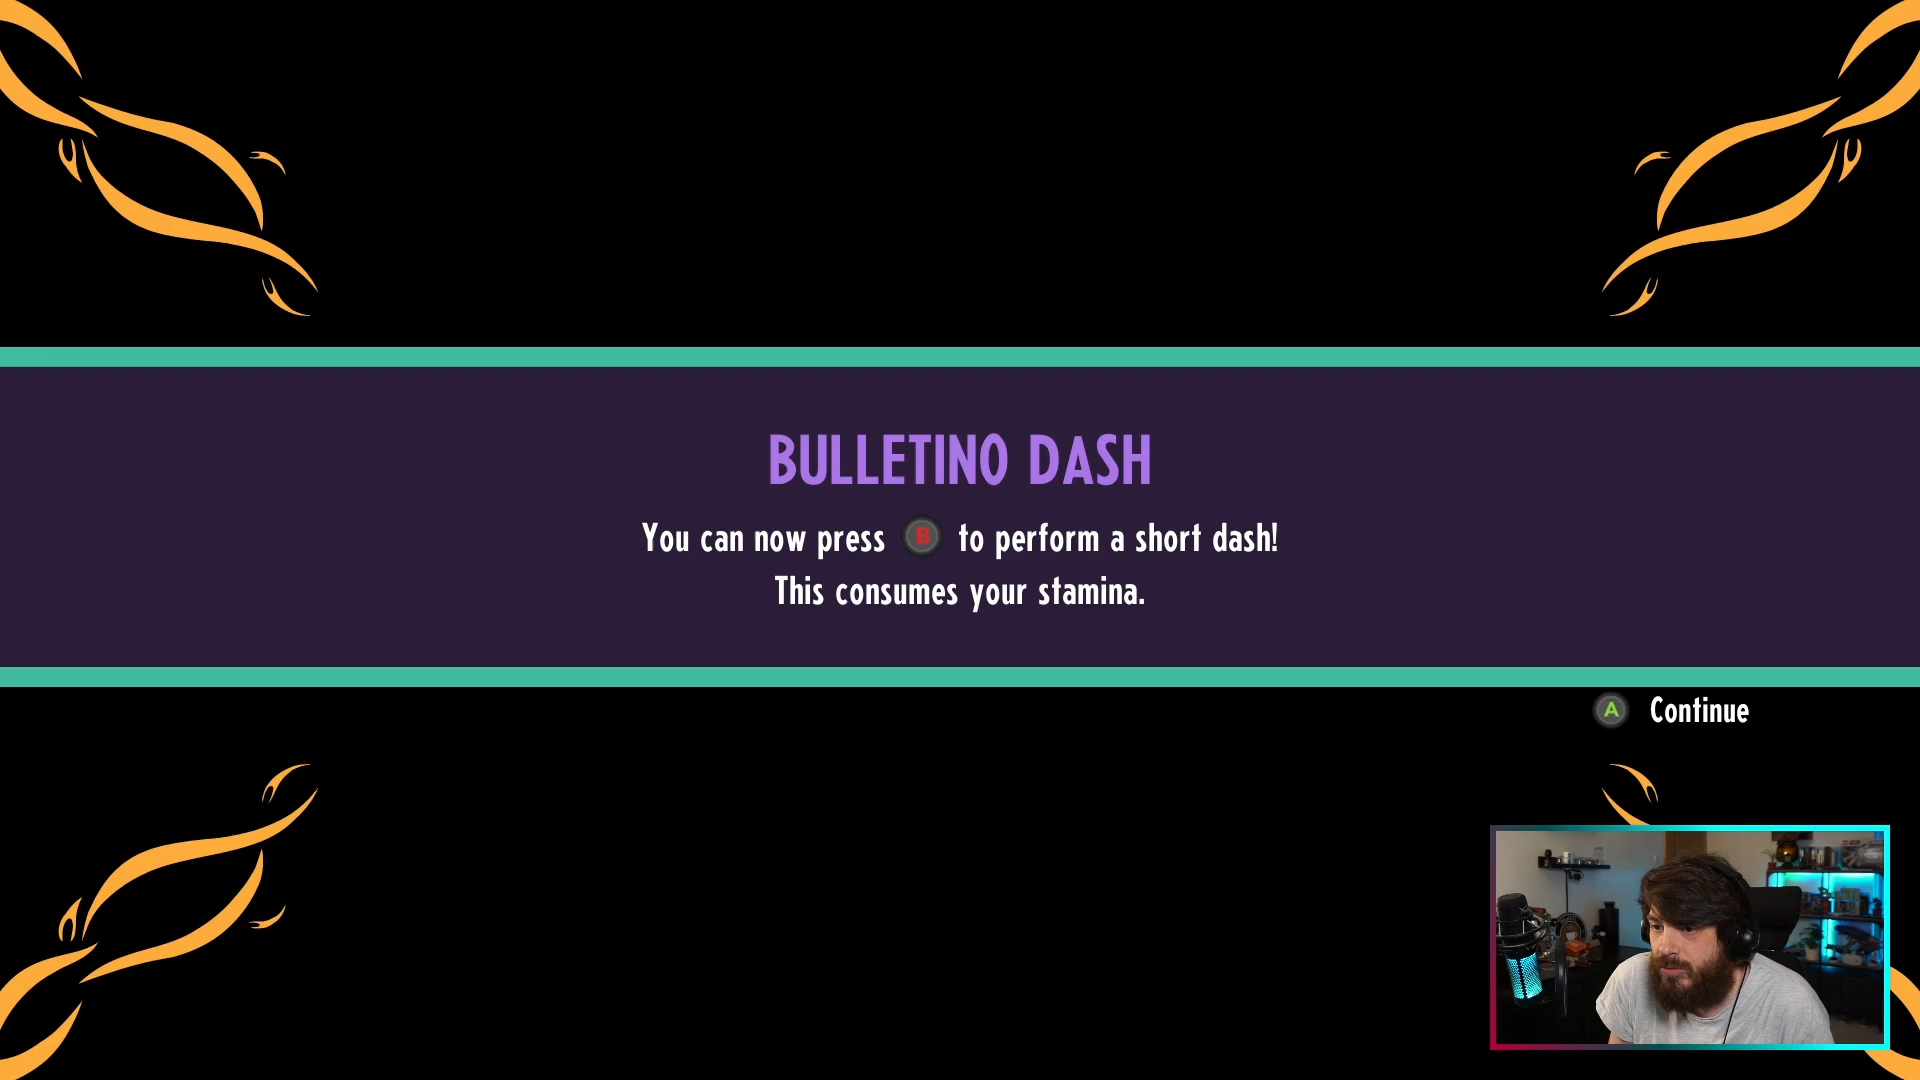 BULLETINO DASH
You can now press B to perform a short dash!
This consumes your stamina.
A Continue